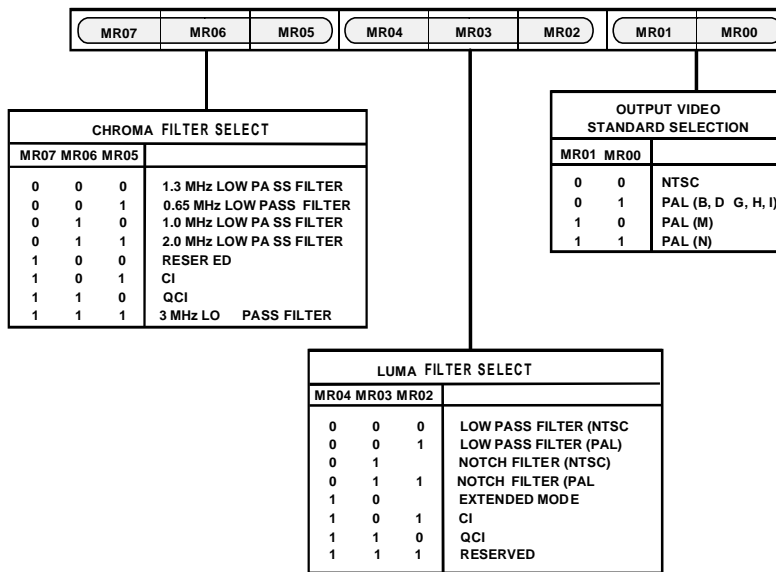 MR07 MR06 MR05 MR04 MR03 MR02 MR01 MR00
CHROMA FILTER SELECT
MR07 MR06 MR05
0 0 0 1.3 MHz LOW PA SS FILTER
0 0 1 0.65 MHz LOW PASS FILTER
0 1 0 1.0 MHz LOW PA SS FILTER
0 1 1 2.0 MHz LOW PA SS FILTER
1 0 0 RESER ED
1 0 1 CI
1 1 0 QCI
1 1 1 3 MHz LO PASS FILTER
OUTPUT VIDEO
STANDARD SELECTION
MR01 MR00
0 0 NTSC
0 1 PAL (B, D G, H, I)
1 0 PAL (M)
1 1 PAL (N)
LUMA FILTER SELECT
MR04 MR03 MR02
0 0 0 LOW PASS FILTER (NTSC
0 0 1 LOW PASS FILTER (PAL)
0 1 NOTCH FILTER (NTSC)
0 1 1 NOTCH FILTER (PAL
1 0 EXTENDED MODE
1 0 1 CI
1 1 0 QCI
1 1 1 RESERVED